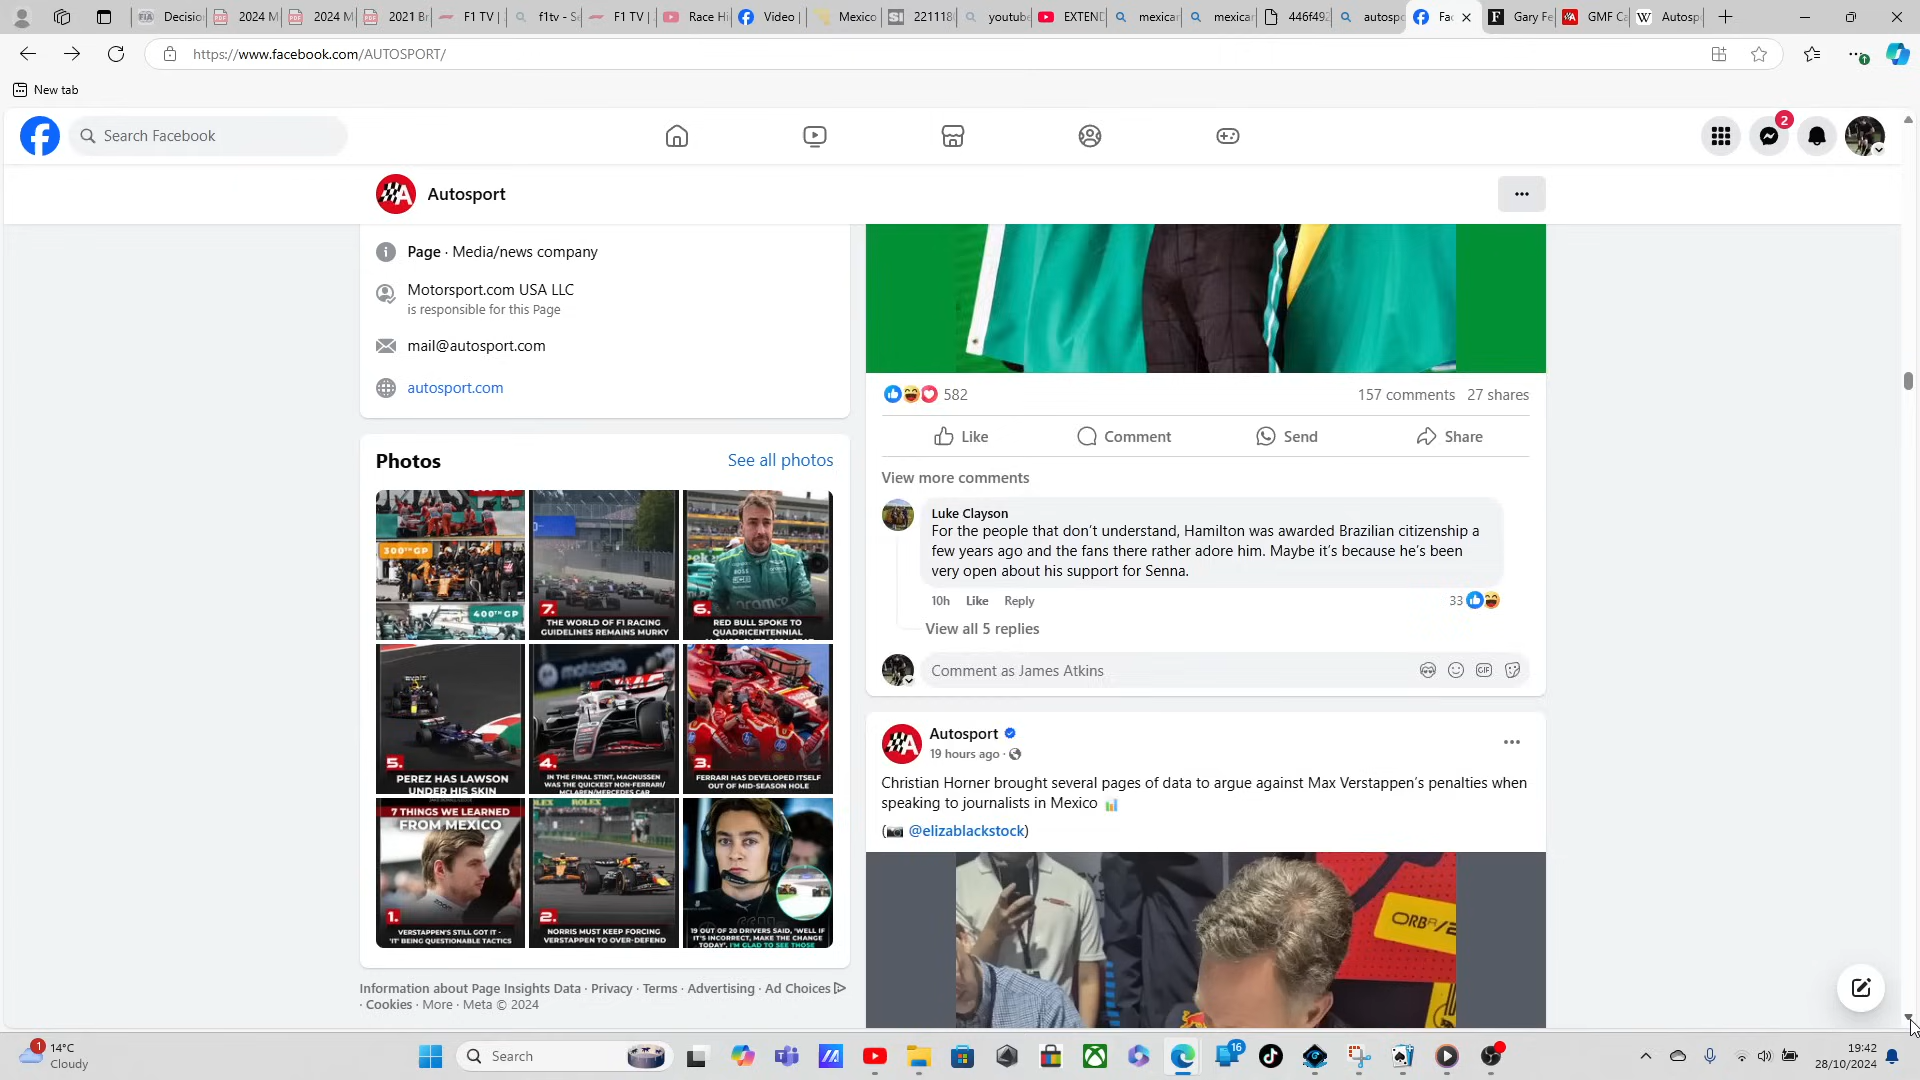 Decision
2024 M
2024 M
2021 Br
F1 TV |
f1tv - Se
F1 TV |
Race Hi
Video |
Mexico
221118
youtube
EXTEND
mexican
mexican
446f492
autospo
Fac
Gary Fe
GMF Ca
Autosp
https://www.facebook.com/AUTOSPORT/
New tab
Search Facebook
2
Autosport
Page · Media/news company
Motorsport.com USA LLC
is responsible for this Page
mail@autosport.com
autosport.com
Photos
See all photos
300TH GP
400TH GP
7.
THE WORLD OF F1 RACING
GUIDELINES REMAINS MURKY
6.
RED BULL SPOKE TO
QUADRICENTENNIAL
5.
PEREZ HAS LAWSON
UNDER HIS SKIN
4.
IN THE FINAL STINT, MAGNUSSEN
WAS THE QUICKEST NON-FERRARI/
MCLAREN/MERCEDES CAR
3.
FERRARI HAS DEVELOPED ITSELF
OUT OF MID-SEASON HOLE
7 THINGS WE LEARNED
FROM MEXICO
1.
VERSTAPPEN'S STILL GOT IT -
'IT' BEING QUESTIONABLE TACTICS
2.
NORRIS MUST KEEP FORCING
VERSTAPPEN TO OVER-DEFEND
19 OUT OF 20 DRIVERS SAID, 'WELL IF
IT'S INCORRECT, MAKE THE CHANGE
TODAY'. I'M GLAD TO SEE THOSE
Information about Page Insights Data · Privacy · Terms · Advertising · Ad Choices
· Cookies · More · Meta © 2024
582
157 comments 27 shares
Like
Comment
Send
Share
View more comments
Luke Clayson
For the people that don't understand, Hamilton was awarded Brazilian citizenship a
few years ago and the fans there rather adore him. Maybe it's because he's been
very open about his support for Senna.
10h Like Reply
33
View all 5 replies
Comment as James Atkins
GIF
Autosport
19 hours ago ·
Christian Horner brought several pages of data to argue against Max Verstappen's penalties when
speaking to journalists in Mexico
(@elizablackstock)
1
14°C
Cloudy
Search
16
19:42
28/10/2024